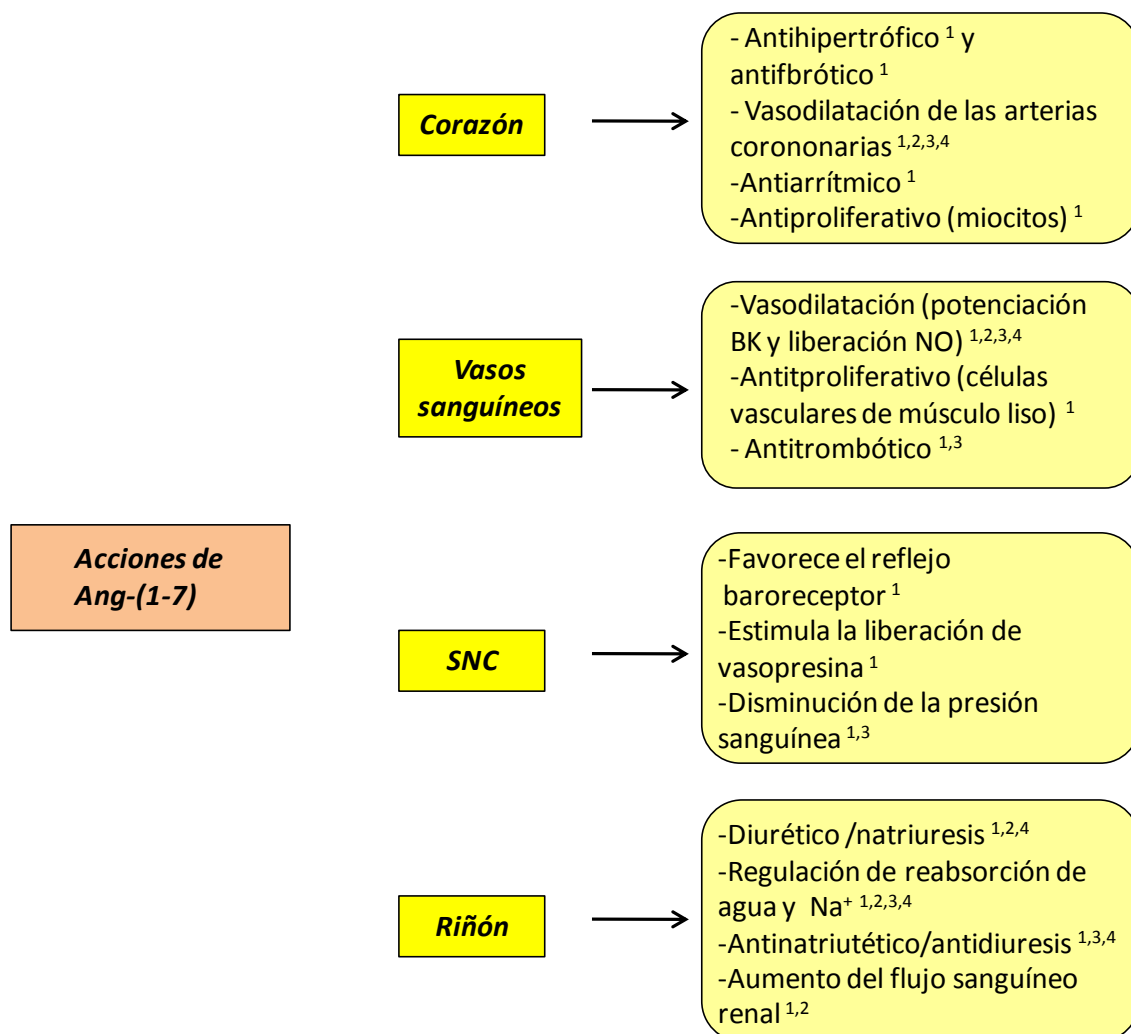 Acciones de
Ang-(1-7)
Corazón
- Antihipertrófico ¹ y
antifbrótico ¹
- Vasodilatación de las arterias
corononarias ¹,²,³,⁴
-Antiarrítmico ¹
-Antiproliferativo (miocitos) ¹
Vasos
sanguíneos
-Vasodilatación (potenciación
BK y liberación NO) ¹,²,³,⁴
-Antitproliferativo (células
vasculares de músculo liso) ¹
- Antitrombótico ¹,³
SNC
-Favorece el reflejo
baroreceptor ¹
-Estimula la liberación de
vasopresina ¹
-Disminución de la presión
sanguínea ¹,³
Riñón
-Diurético /natriuresis ¹,²,⁴
-Regulación de reabsorción de
agua y Na⁺ ¹,²,³,⁴
-Antinatriutético/antidiuresis ¹,³,⁴
-Aumento del flujo sanguíneo
renal ¹,²